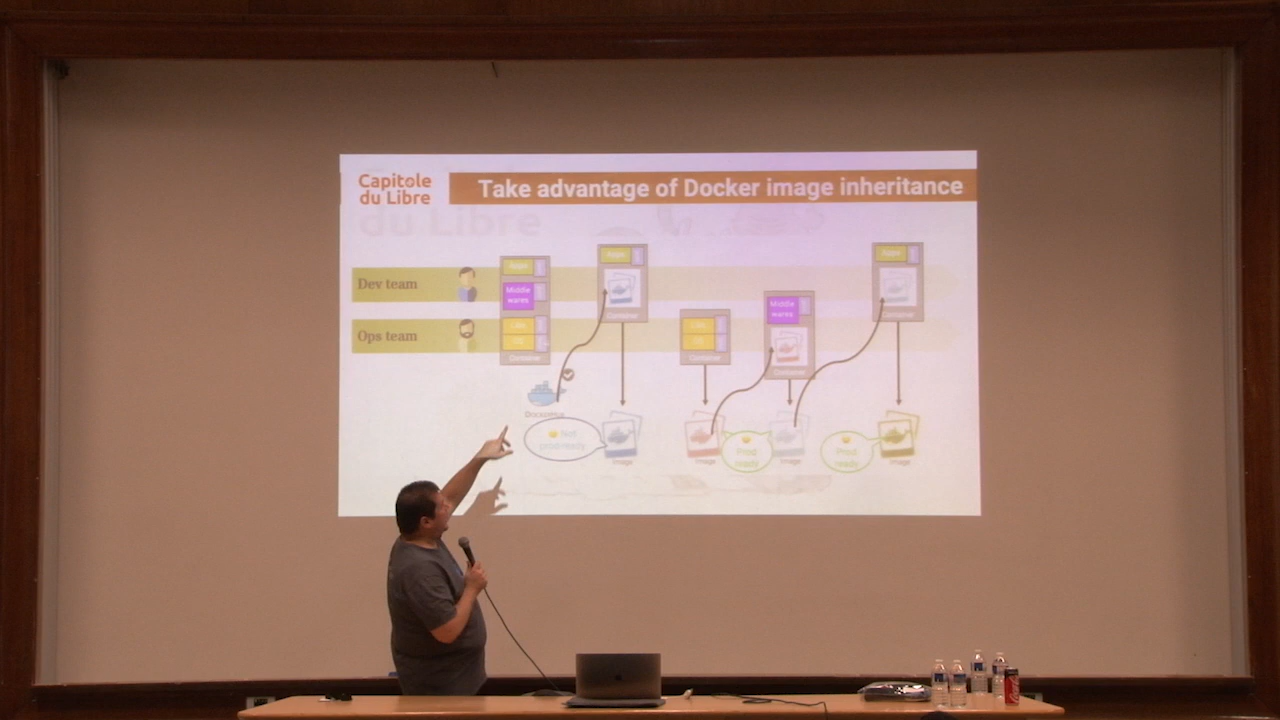 Capitole
du Libre
Take advantage of Docker image inheritance
du Libre
Dev team
Ops team
Apps
Middle
wares
Libs
OS
Container
Apps
Container
Libs
OS
Container
Middle
wares
Container
Apps
Container
Not
prod ready
Image
Image
Prod
ready
Image
Prod
ready
Image